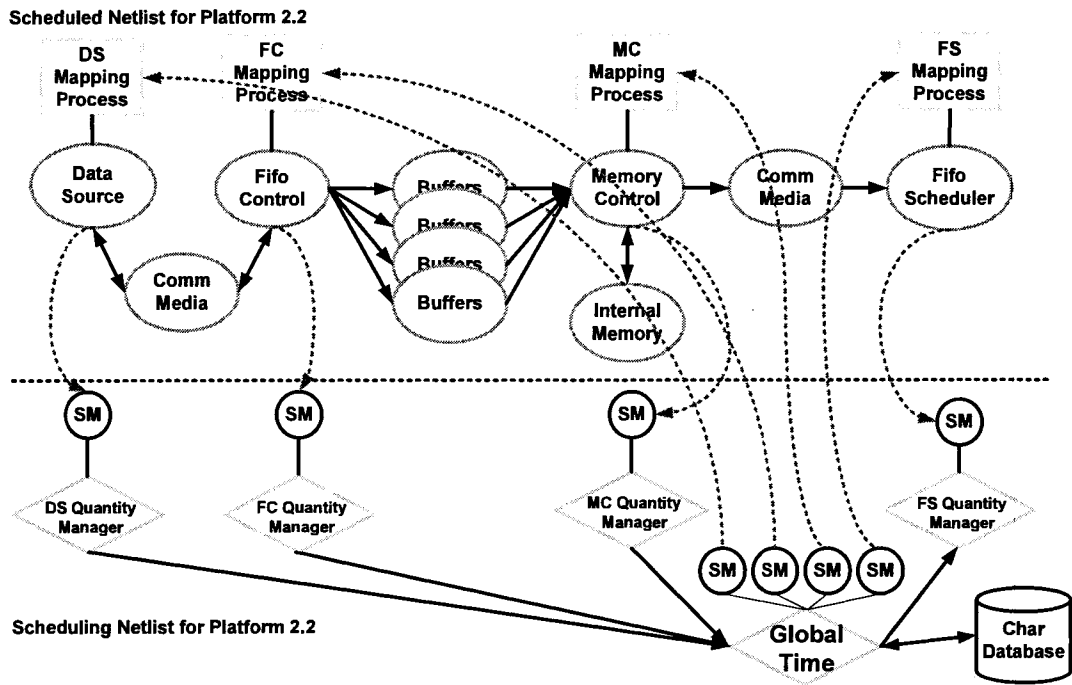 Scheduled Netlist for Platform 2.2
DS
Mapping
Process
FC
Mapping
Process
MC
Mapping
Process
FS
Mapping
Process
Data
Source
Fifo
Control
Buffers
Buffers
Buffers
Buffers
Memory
Control
Comm
Media
Fifo
Scheduler
Comm
Media
Internal
Memory
SM
SM
SM
SM
DS Quantity
Manager
FC Quantity
Manager
MC Quantity
Manager
FS Quantity
Manager
SM
SM
SM
SM
Scheduling Netlist for Platform 2.2
Global
Time
Char
Database